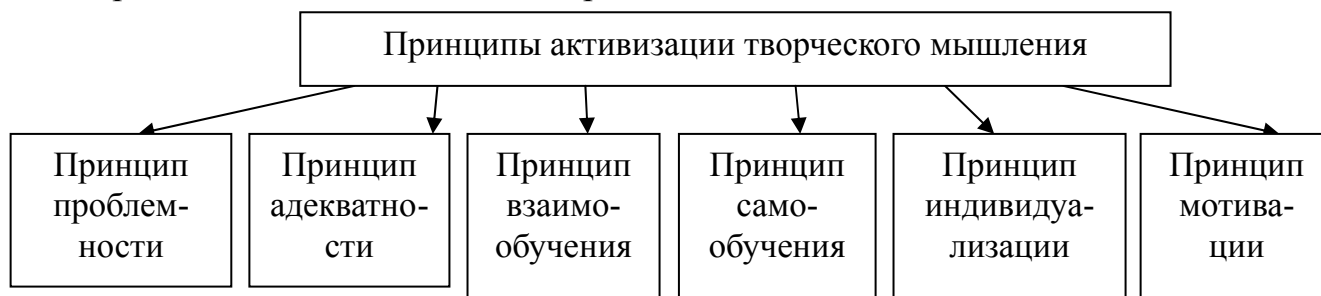 Принципы активизации творческого мышления
Принцип
проблем-
ности
Принцип
адекватно-
сти
Принцип
взаимо-
обучения
Принцип
само-
обучения
Принцип
индивидуа-
лизации
Принцип
мотива-
ции